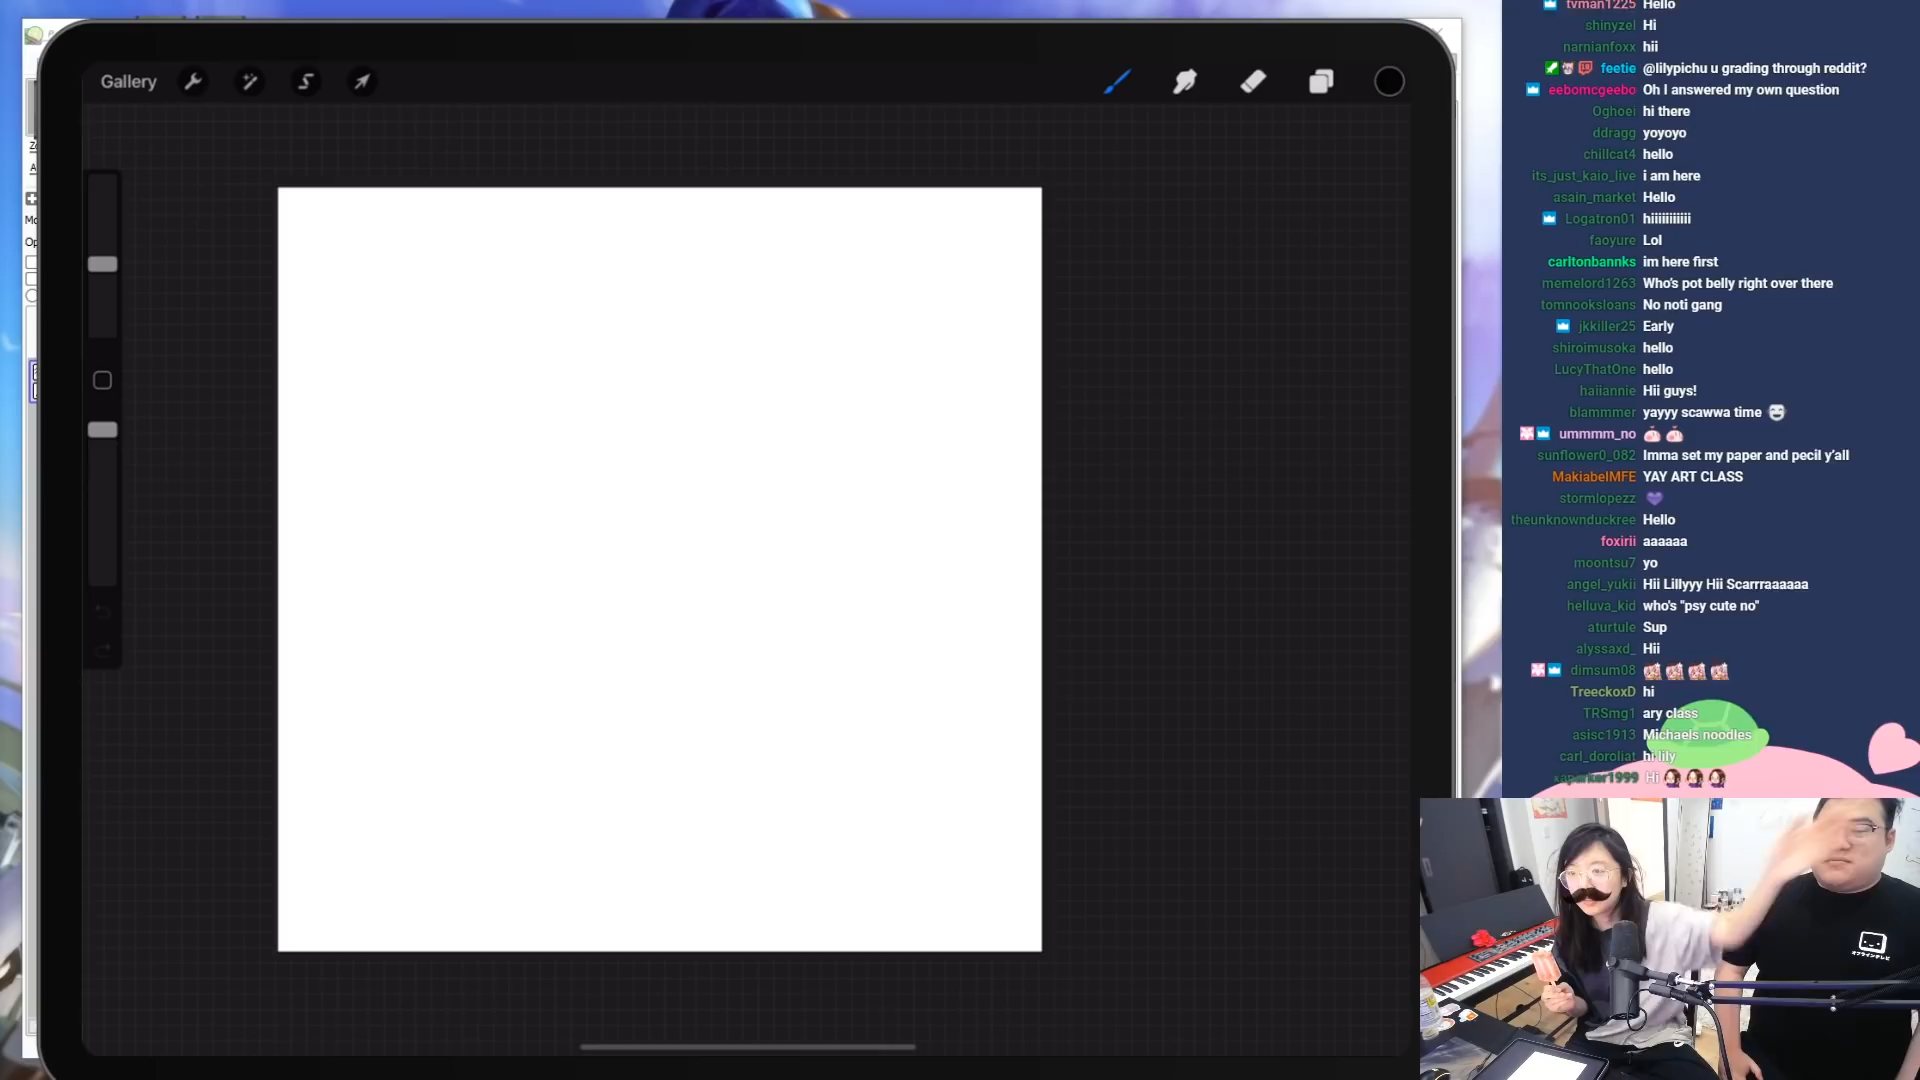 Gallery
tvman1225 Hello
shinyzel Hi
narnianfoxx hii
feetie @lilypichu u grading through reddit?
eebomcgeebo Oh I answered my own question
Oghoei hi there
ddragg yoyoyo
chillcat4 hello
its_just_kaio_live i am here
asain_market Hello
Logatron01 hiiiiiiiiiii
faoyure Lol
carltonbannks im here first
memelord1263 Who's pot belly right over there
tomnooksloans No noti gang
jkkiller25 Early
shiroimusoka hello
LucyThatOne hello
haiiannie Hii guys!
blammmer yayyy scawwa time
ummmm_no
sunflower0_082 Imma set my paper and pecil y'all
MakiabelMFE YAY ART CLASS
stormlopezz
theunknownduckree Hello
foxirii aaaaaa
moontsu7 yo
angel_yukii Hii Lillyyy Hii Scarrraaaaaa
helluva_kid who's "psy cute no"
aturtule Sup
alyssaxd_ Hii
dimsum08
TreeckoxD hi
TRSmg1 ary class
asisc1913 Michaels noodles
carl_doroliat hi lily
Hi